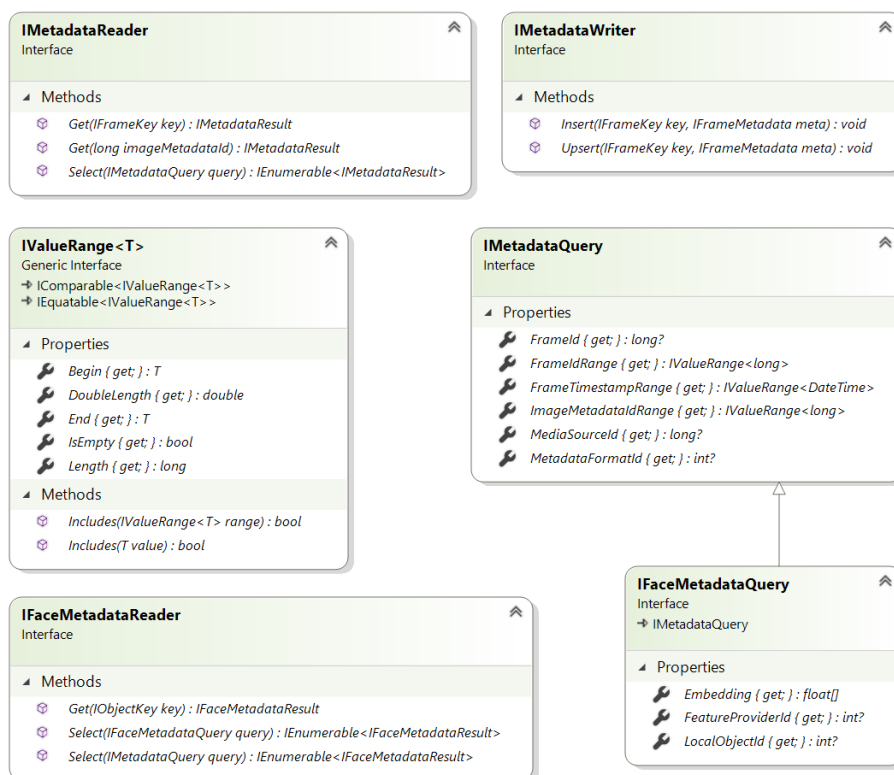 IMetadataReader
Interface
Methods
Get(IFrameKey key) : IMetadataResult
Get(long imageMetadataId) : IMetadataResult
Select(IMetadataQuery query) : IEnumerable<IMetadataResult>
IMetadataWriter
Interface
Methods
Insert(IFrameKey key, IFrameMetadata meta) : void
Upsert(IFrameKey key, IFrameMetadata meta) : void
IValueRange<T>
Generic Interface
IComparable<IValueRange<T>>
IEquatable<IValueRange<T>>
Properties
Begin { get; } : T
DoubleLength { get; } : double
End { get; } : T
IsEmpty { get; } : bool
Length { get; } : long
Methods
Includes(IValueRange<T> range) : bool
Includes(T value) : bool
IMetadataQuery
Interface
Properties
FrameId { get; } : long?
FrameIdRange { get; } : IValueRange<long>
FrameTimestampRange { get; } : IValueRange<DateTime>
ImageMetadataIdRange { get; } : IValueRange<long>
MediaSourceId { get; } : long?
MetadataFormatId { get; } : int?
IFaceMetadataReader
Interface
Methods
Get(IObjectKey key) : IFaceMetadataResult
Select(IFaceMetadataQuery query) : IEnumerable<IFaceMetadataResult>
Select(IMetadataQuery query) : IEnumerable<IFaceMetadataResult>
IFaceMetadataQuery
Interface
IMetadataQuery
Properties
Embedding { get; } : float[]
FeatureProviderId { get; } : int?
LocalObjectId { get; } : int?